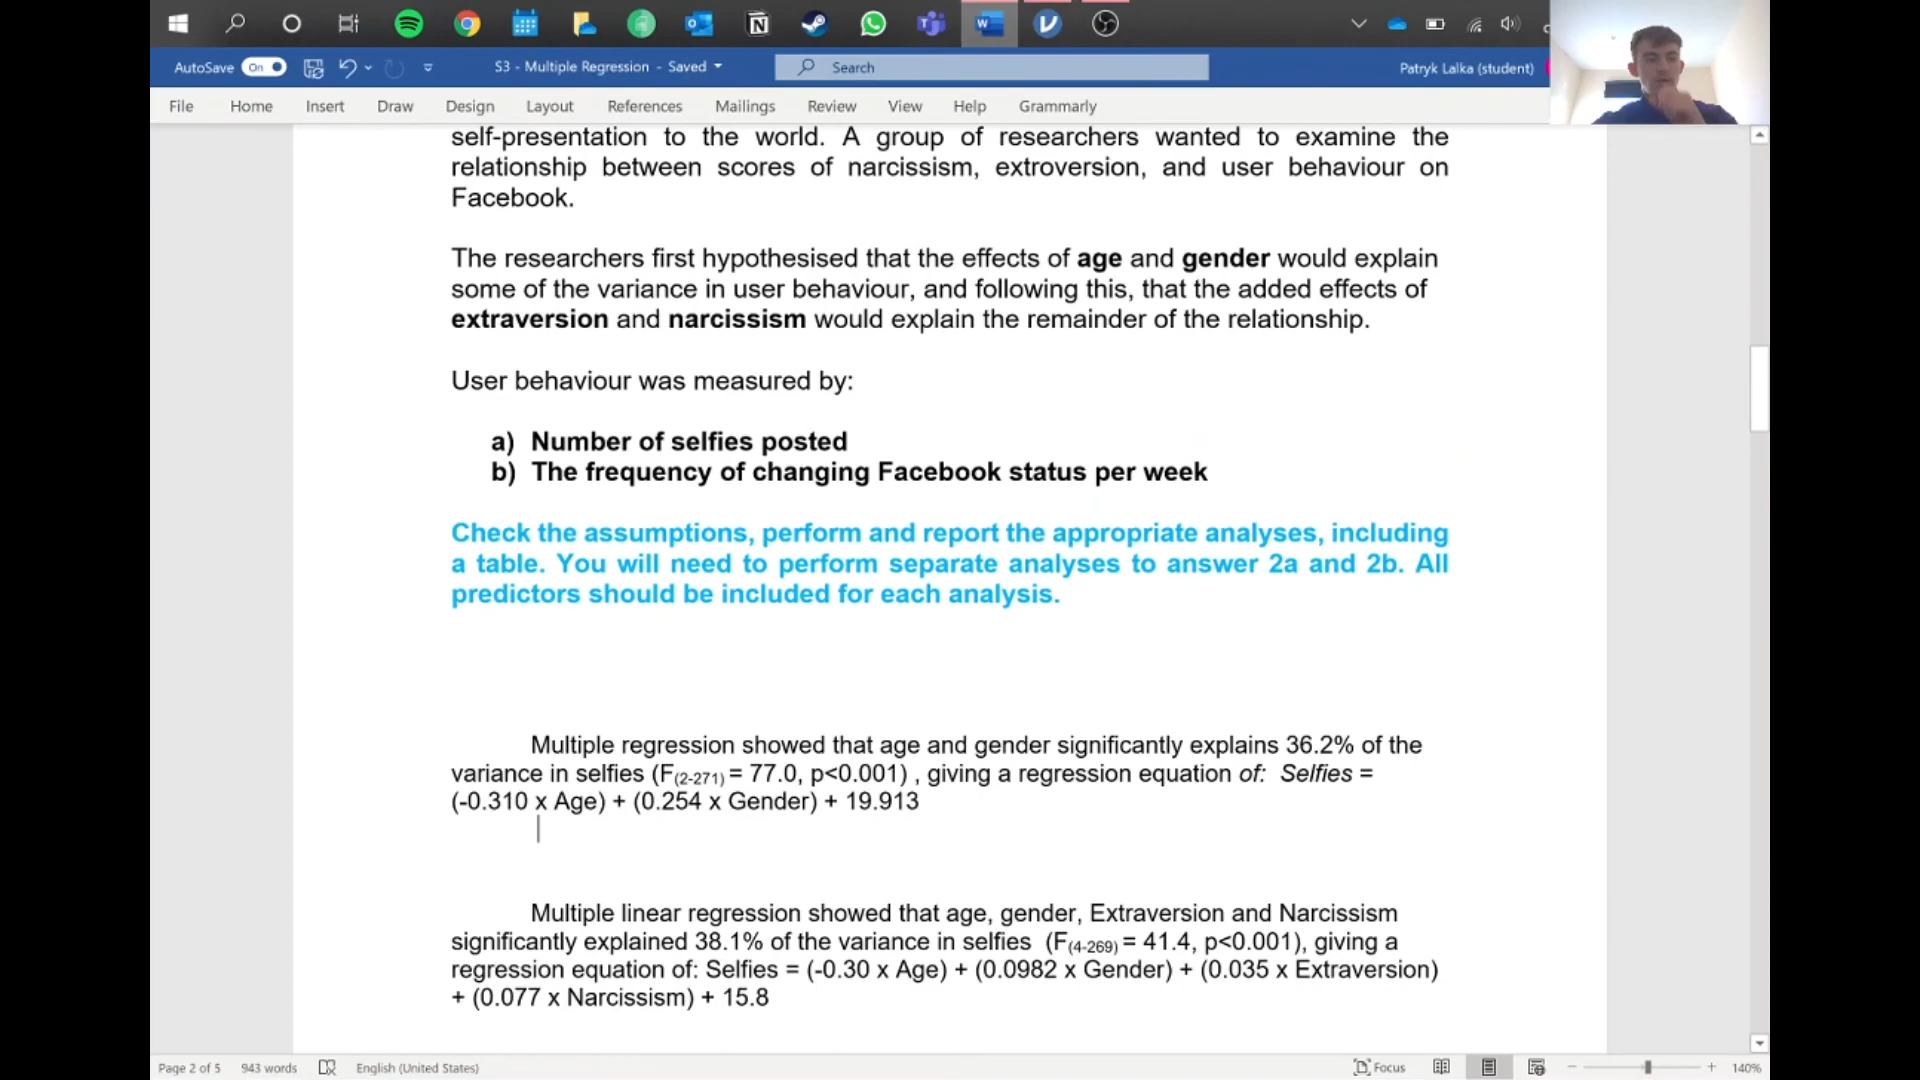 AutoSave On S3 - Multiple Regression - Saved Search Patryk Lalka (student)
File Home Insert Draw Design Layout References Mailings Review View Help Grammarly
self-presentation to the world. A group of researchers wanted to examine the
relationship between scores of narcissism, extroversion, and user behaviour on
Facebook.
The researchers first hypothesised that the effects of age and gender would explain
some of the variance in user behaviour, and following this, that the added effects of
extraversion and narcissism would explain the remainder of the relationship.
User behaviour was measured by:
a) Number of selfies posted
b) The frequency of changing Facebook status per week
Check the assumptions, perform and report the appropriate analyses, including
a table. You will need to perform separate analyses to answer 2a and 2b. All
predictors should be included for each analysis.
Multiple regression showed that age and gender significantly explains 36.2% of the
variance in selfies (F(2-271) = 77.0, p<0.001) , giving a regression equation of: Selfies =
(-0.310 x Age) + (0.254 x Gender) + 19.913
Multiple linear regression showed that age, gender, Extraversion and Narcissism
significantly explained 38.1% of the variance in selfies (F(4-269) = 41.4, p<0.001), giving a
regression equation of: Selfies = (-0.30 x Age) + (0.0982 x Gender) + (0.035 x Extraversion)
+ (0.077 x Narcissism) + 15.8
Page 2 of 5 943 words English (United States) Focus 140%